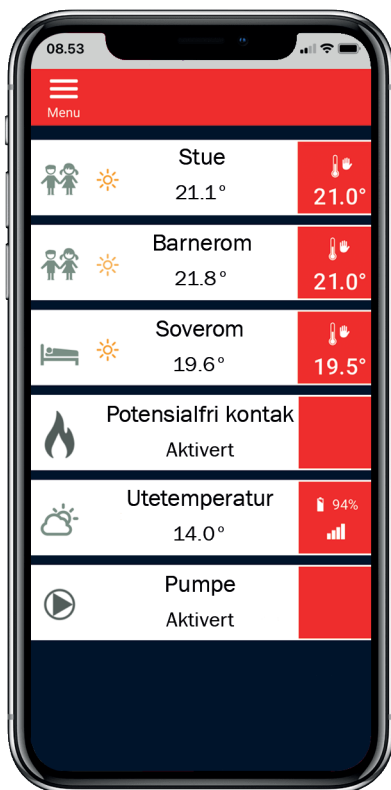 08.53
Menu
Stue
21.1°
21.0°
Barnerom
21.8°
21.0°
Soverom
19.6°
19.5°
Potensialfri kontak
Aktivert
Utetemperatur
14.0°
94%
Pumpe
Aktivert